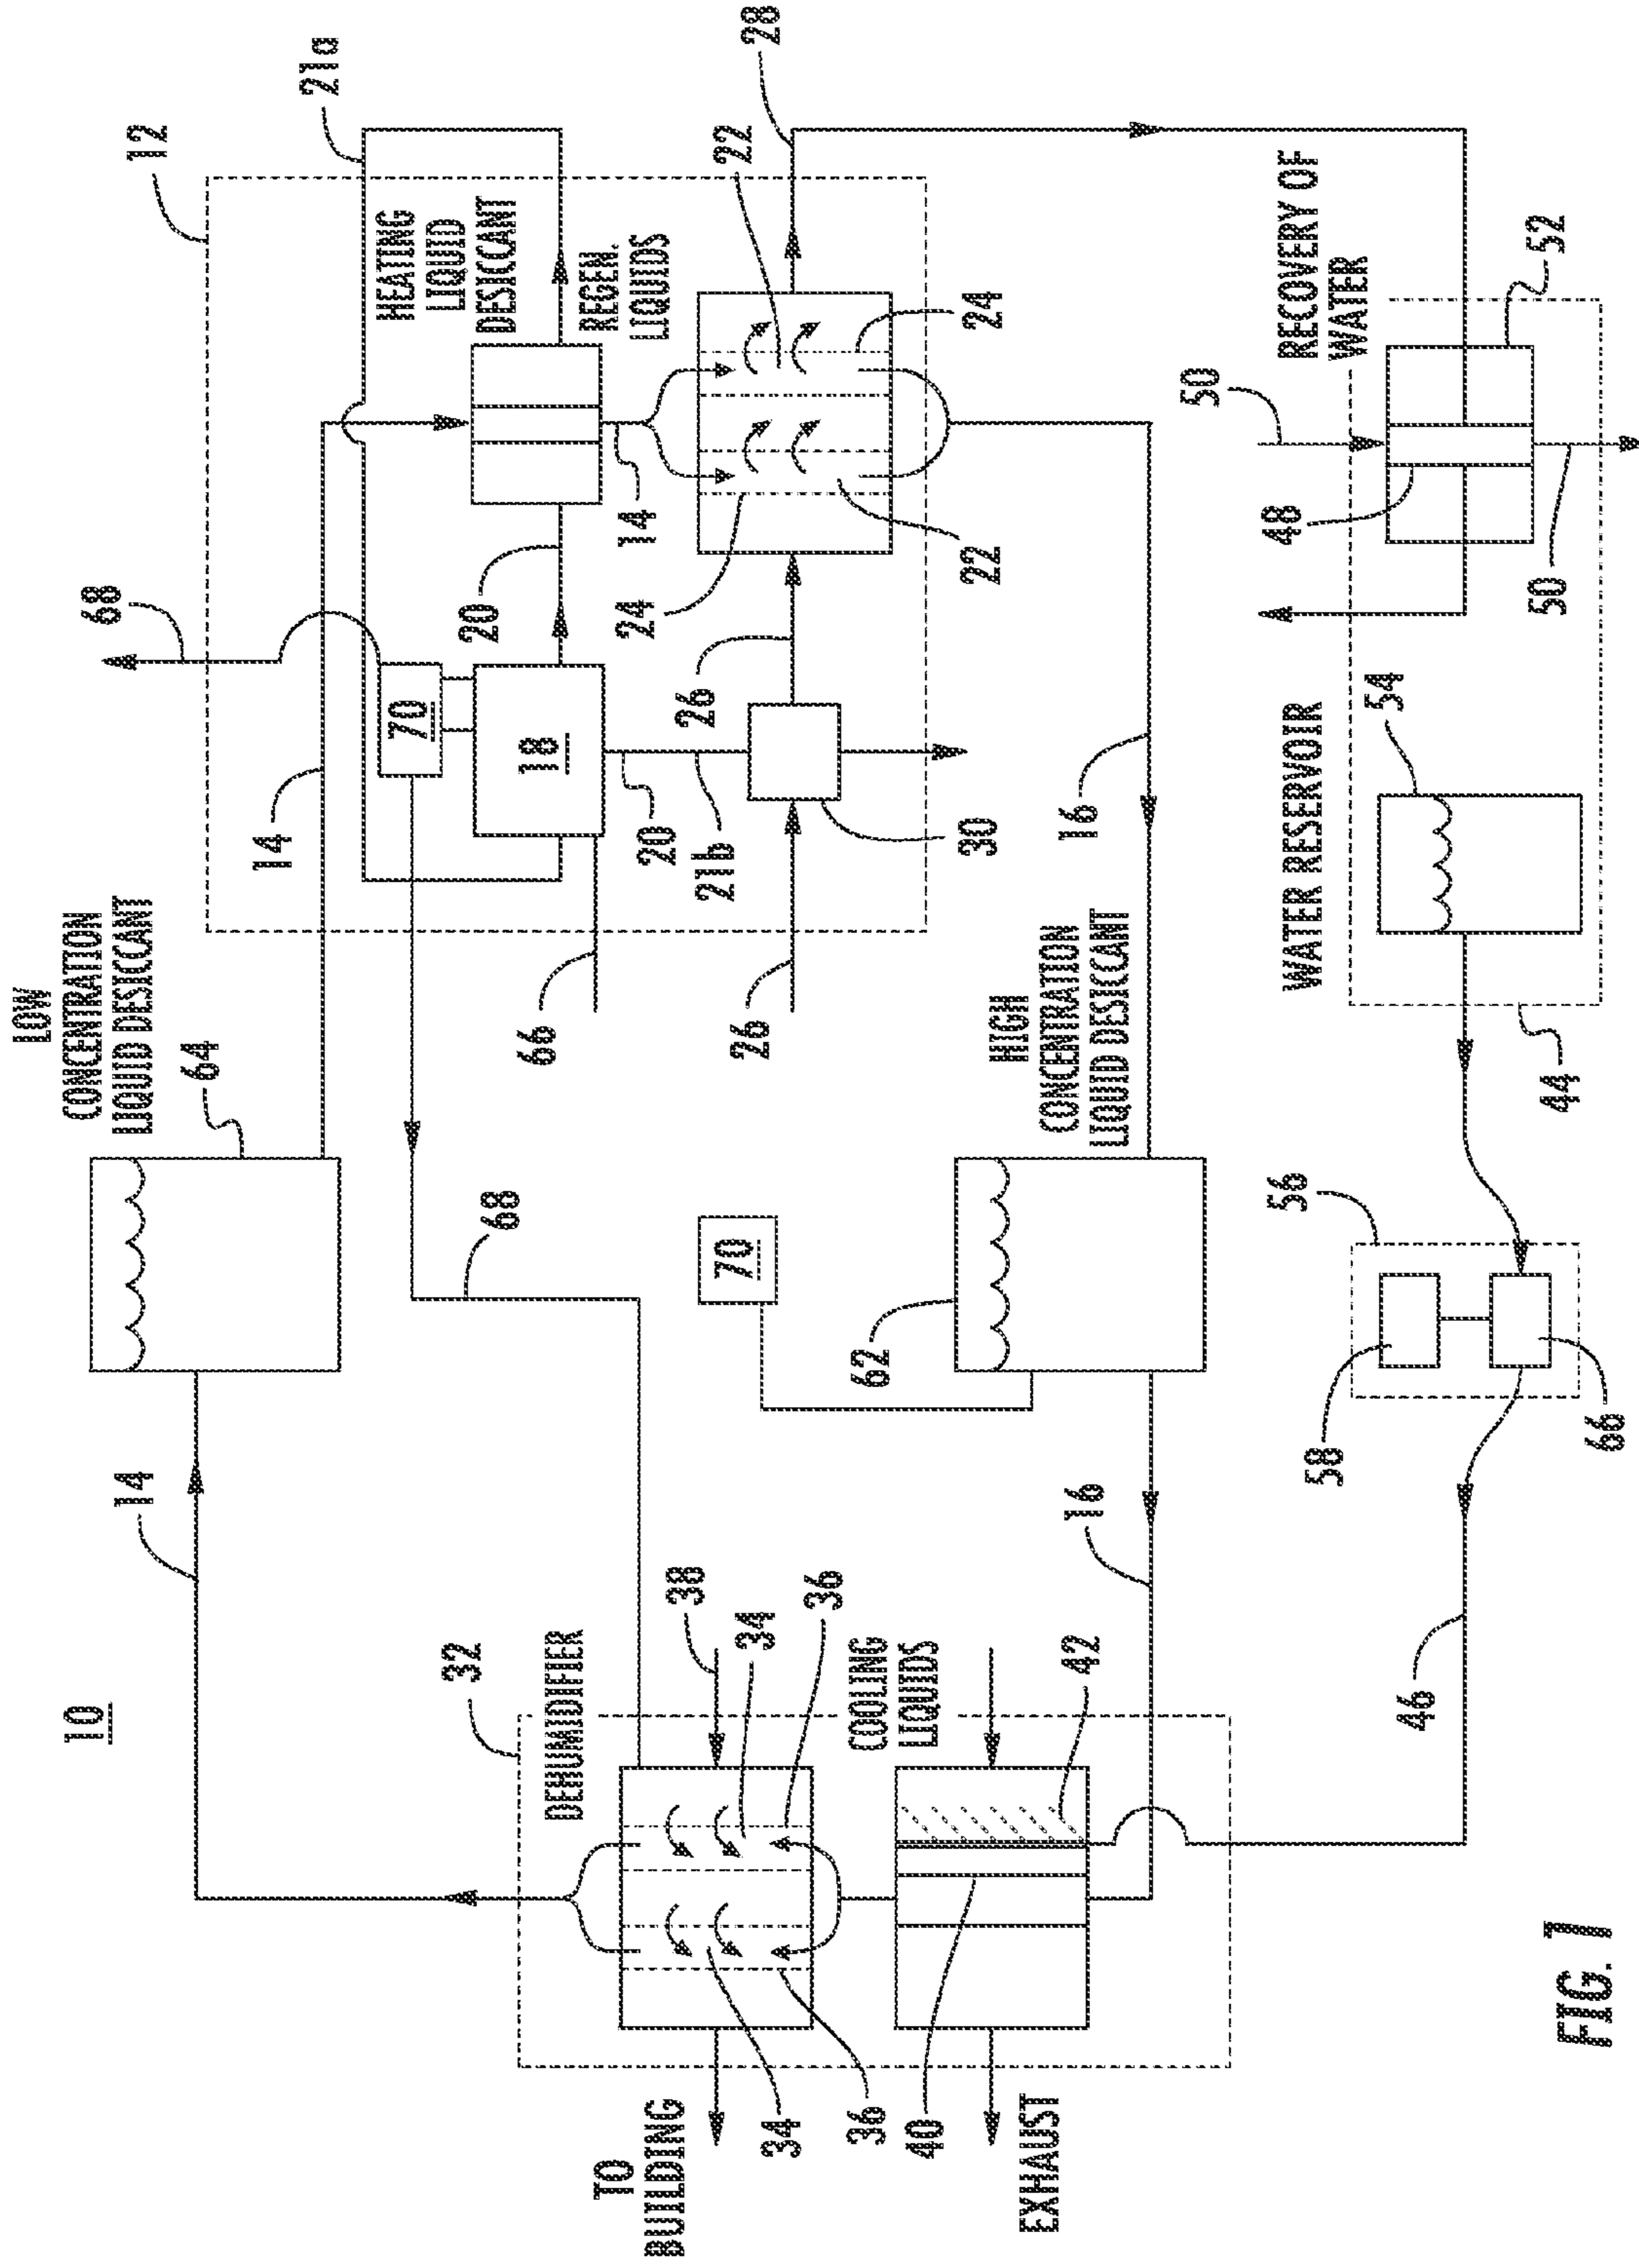 10
LOW
CONCENTRATION
LIQUID DESICCANT
68
14
12
64
14
21a
HEATING
LIQUID
DESICCANT
70
32
20
68
66
18
DEHUMIDIFIER
REGEN.
LIQUIDS
TO
BUILDING
14
24
20
38
26
21b
22
70
26
34
28
34
36
36
62
COOLING
LIQUIDS
40
30
22
24
HIGH
CONCENTRATION
LIQUID DESICCANT
EXHAUST
16
42
16
50
48
56
RECOVERY OF
WATER
WATER RESERVOIR
58
54
46
52
50
44
66
FIG. 1